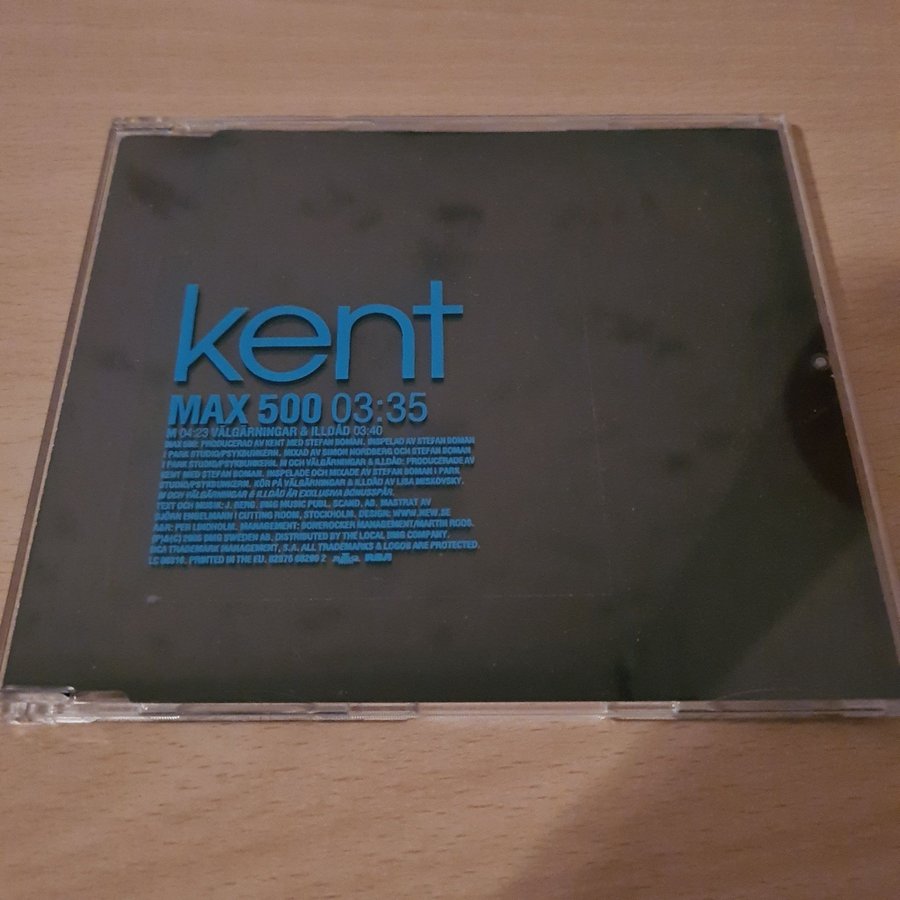 kent
MAX 500 03:35
M 04:23 VÄLGÄRNINGAR & ILLDÅD 03:40
MAX 500: PRODUCERAD AV KENT MED STEFAN BOMAN. INSPELAD AV STEFAN BOMAN
I PARK STUDIO/PSYKBUNKERN. MIXAD AV SIMON NORDBERG OCH STEFAN BOMAN
I PARK STUDIO/PSYKBUNKERN. M OCH VÄLGÄRNINGAR & ILLDÅD: PRODUCERADE AV
KENT MED STEFAN BOMAN. INSPELADE OCH MIXADE AV STEFAN BOMAN I PARK
STUDIO/PSYKBUNKERN. KÖR PÅ VÄLGÄRNINGAR & ILLDÅD AV LISA MISKOVSKY.
M OCH VÄLGÄRNINGAR & ILLDÅD ÄR EXKLUSIVA BONUSSPÅR.
TEXT OCH MUSIK: J. BERG. BMG MUSIC PUBL. SCAND. AB. MASTRAT AV
BJÖRN ENGELMANN I CUTTING ROOM, STOCKHOLM. DESIGN: WWW.NEW.SE
A&R: PER LINDHOLM. MANAGEMENT: BONEROCKER MANAGEMENT/MARTIN ROOS.
(P)&(C) 2005 BMG SWEDEN AB. DISTRIBUTED BY THE LOCAL BMG COMPANY.
RCA TRADEMARK MANAGEMENT, S.A. ALL TRADEMARKS & LOGOS ARE PROTECTED.
LC 00316. PRINTED IN THE EU. 82876 RCA